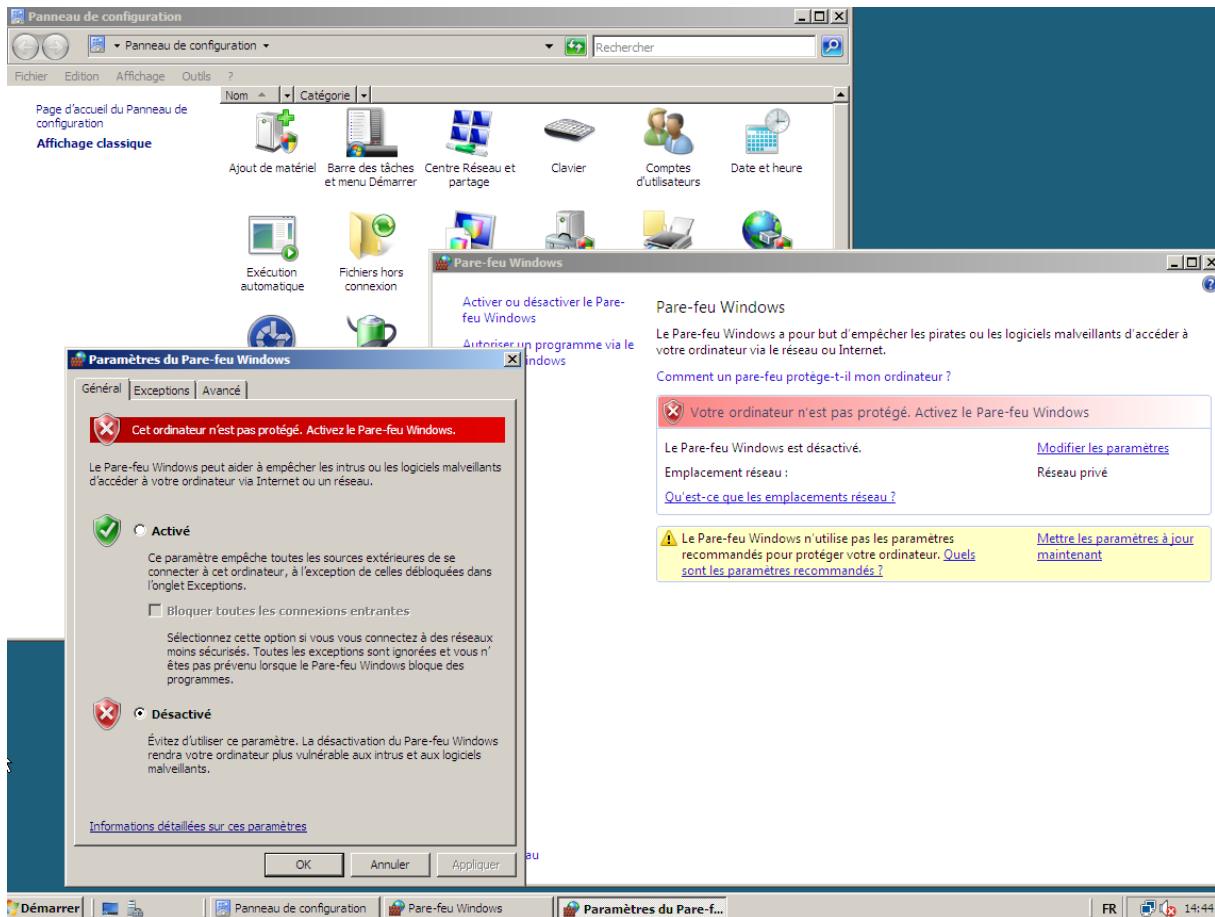 Panneau de configuration
Panneau de configuration
Rechercher
Fichier Edition Affichage Outils ?
Nom Catégorie
Page d'accueil du Panneau de
configuration
Affichage classique
Ajout de matériel
Barre des tâches
et menu Démarrer
Centre Réseau et
partage
Clavier
Comptes
d'utilisateurs
Date et heure
Exécution
automatique
Fichiers hors
connexion
Pare-feu Windows
Activer ou désactiver le Pare-
feu Windows
Autoriser un programme via le
indows
au
Pare-feu Windows
Le Pare-feu Windows a pour but d'empêcher les pirates ou les logiciels malveillants d'accéder à
votre ordinateur via le réseau ou Internet.
Comment un pare-feu protège-t-il mon ordinateur ?
Votre ordinateur n'est pas protégé. Activez le Pare-feu Windows
Le Pare-feu Windows est désactivé. Modifier les paramètres
Emplacement réseau : Réseau privé
Qu'est-ce que les emplacements réseau ?
Le Pare-feu Windows n'utilise pas les paramètres
recommandés pour protéger votre ordinateur. Quels
sont les paramètres recommandés ?
Mettre les paramètres à jour
maintenant
Paramètres du Pare-feu Windows
Général Exceptions Avancé
Cet ordinateur n'est pas protégé. Activez le Pare-feu Windows.
Le Pare-feu Windows peut aider à empêcher les intrus ou les logiciels malveillants
d'accéder à votre ordinateur via Internet ou un réseau.
Activé
Ce paramètre empêche toutes les sources extérieures de se
connecter à cet ordinateur, à l'exception de celles débloquées dans
l'onglet Exceptions.
Bloquer toutes les connexions entrantes
Sélectionnez cette option si vous vous connectez à des réseaux
moins sécurisés. Toutes les exceptions sont ignorées et vous n'
êtes pas prévenu lorsque le Pare-feu Windows bloque des
programmes.
Désactivé
Évitez d'utiliser ce paramètre. La désactivation du Pare-feu Windows
rendra votre ordinateur plus vulnérable aux intrus et aux logiciels
malveillants.
Informations détaillées sur ces paramètres
OK Annuler Appliquer
Démarrer Panneau de configuration Pare-feu Windows Paramètres du Pare-f... FR 14:44